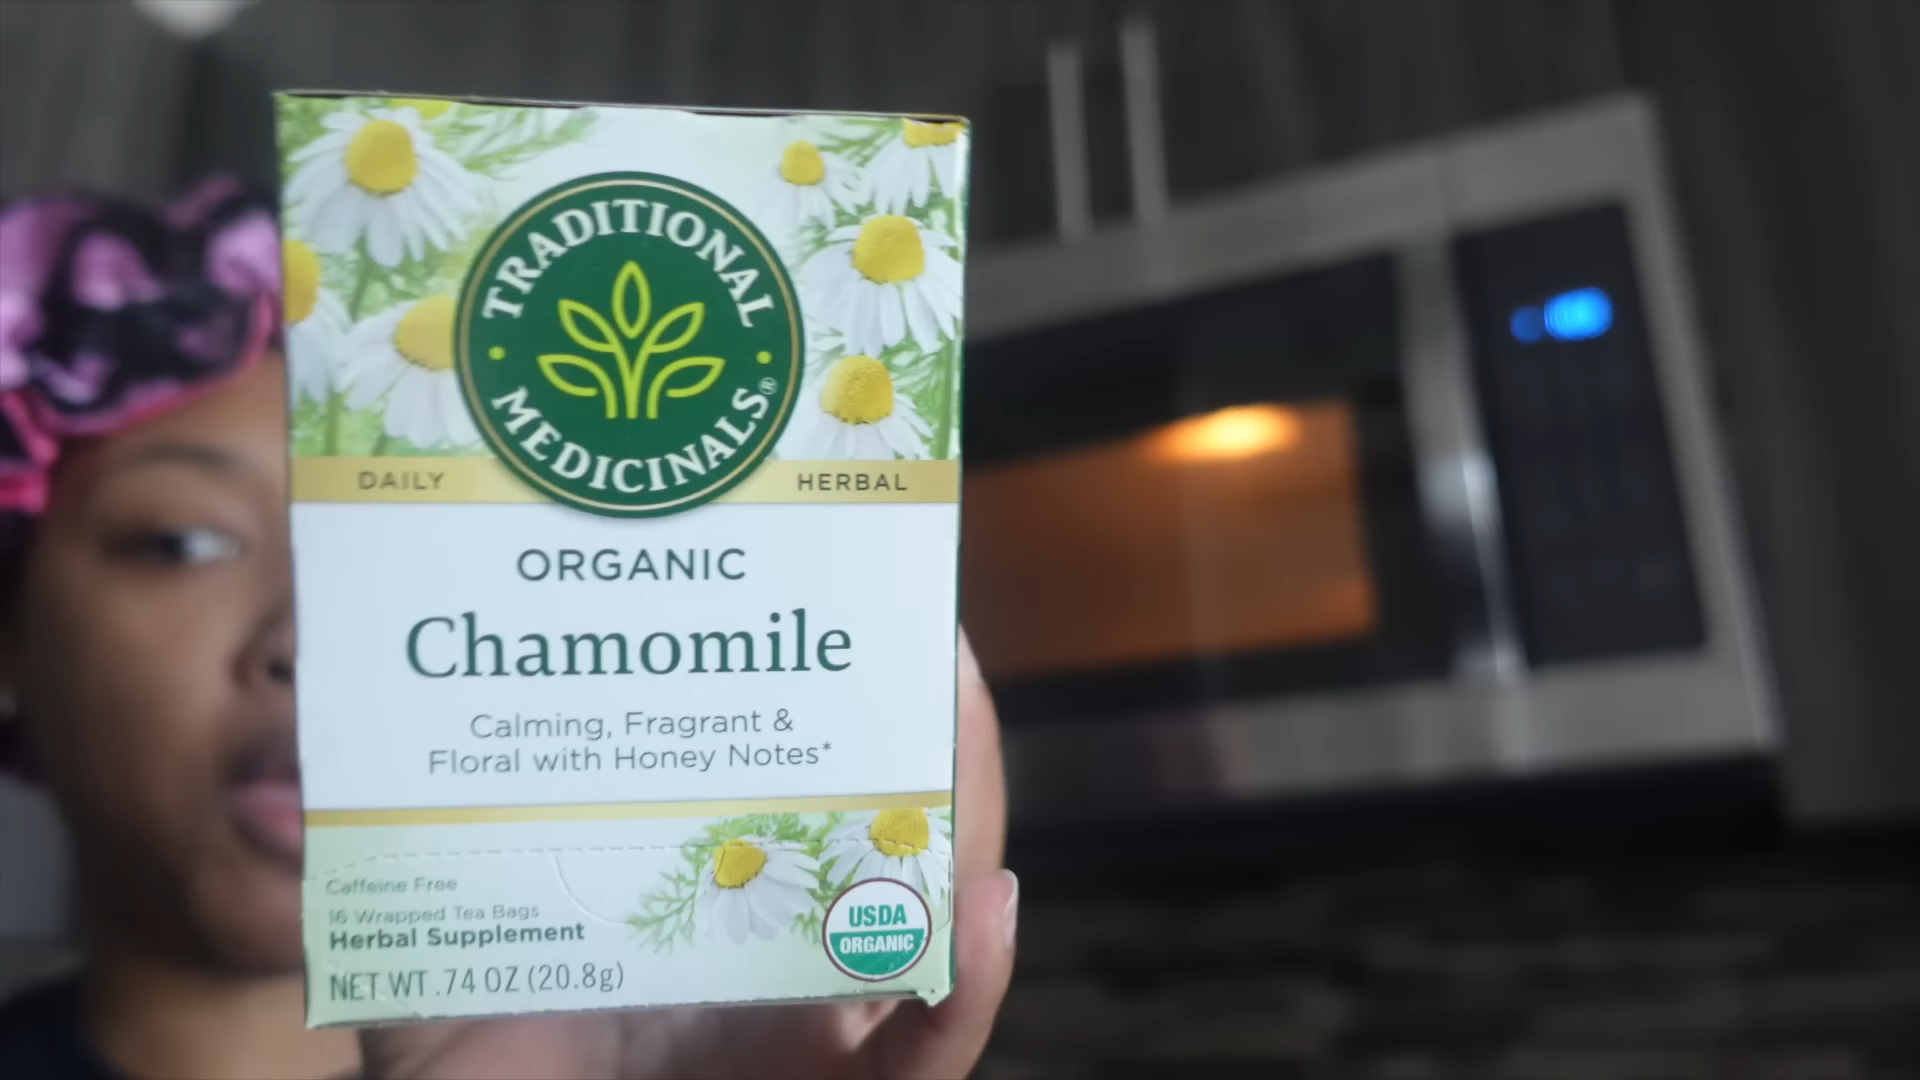 TRADITIONAL
MEDICINALS®
DAILY
HERBAL
ORGANIC
Chamomile
Calming, Fragrant &
Floral with Honey Notes*
Caffeine Free
16 Wrapped Tea Bags
Herbal Supplement
NET WT .74 OZ (20.8g)
USDA
ORGANIC